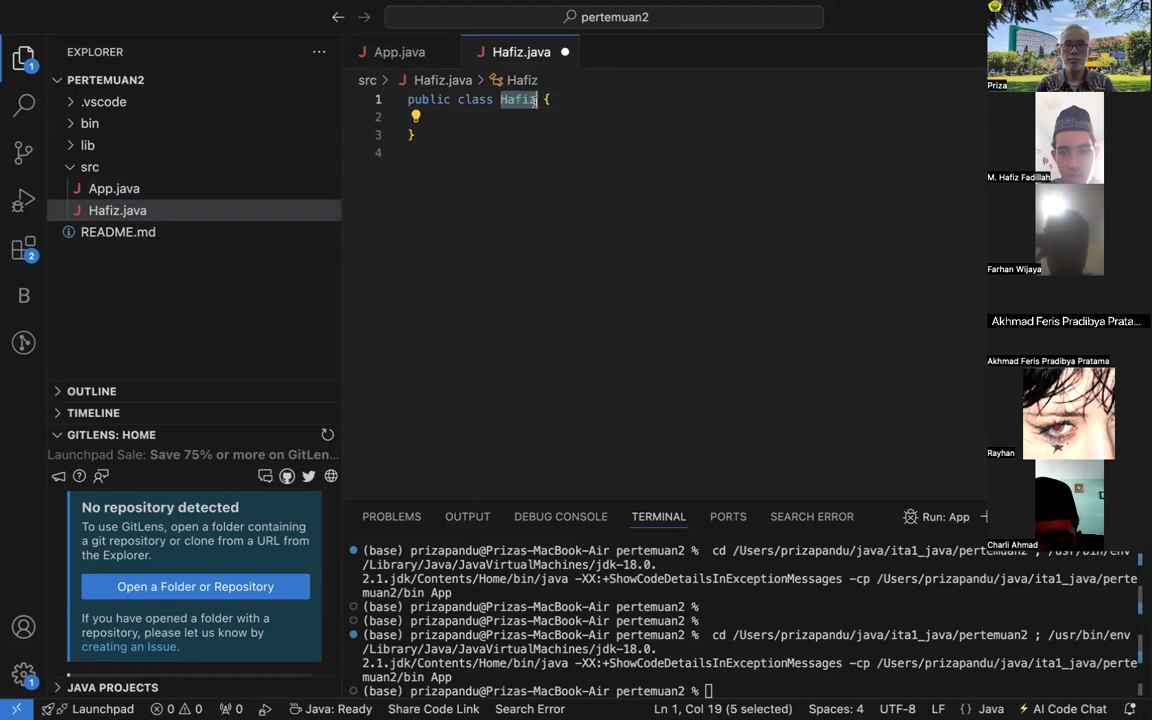 pertemuan2
EXPLORER
App.java
Hafiz.java
PERTEMUAN2
src > Hafiz.java > Hafiz
.vscode
bin
lib
src
App.java
Hafiz.java
README.md
1 public class Hafiz {
2
3 }
4
OUTLINE
TIMELINE
GITLENS: HOME
Launchpad Sale: Save 75% or more on GitLen...
No repository detected
To use GitLens, open a folder containing
a git repository or clone from a URL from
the Explorer.
Open a Folder or Repository
If you have opened a folder with a
repository, please let us know by
creating an Issue.
JAVA PROJECTS
PROBLEMS OUTPUT DEBUG CONSOLE TERMINAL PORTS SEARCH ERROR Run: App
(base) prizapandu@Prizas-MacBook-Air pertemuan2 % cd /Users/prizapandu/java/ita1_java/pertemuan2 ; /usr/bin/env
/Library/Java/JavaVirtualMachines/jdk-18.0.
2.1.jdk/Contents/Home/bin/java -XX:+ShowCodeDetailsInExceptionMessages -cp /Users/prizapandu/java/ita1_java/perte
muan2/bin App
(base) prizapandu@Prizas-MacBook-Air pertemuan2 %
(base) prizapandu@Prizas-MacBook-Air pertemuan2 %
(base) prizapandu@Prizas-MacBook-Air pertemuan2 % cd /Users/prizapandu/java/ita1_java/pertemuan2 ; /usr/bin/env
/Library/Java/JavaVirtualMachines/jdk-18.0.
2.1.jdk/Contents/Home/bin/java -XX:+ShowCodeDetailsInExceptionMessages -cp /Users/prizapandu/java/ita1_java/perte
muan2/bin App
(base) prizapandu@Prizas-MacBook-Air pertemuan2 %
Launchpad 0 0 0 Java: Ready Share Code Link Search Error Ln 1, Col 19 (5 selected) Spaces: 4 UTF-8 LF {} Java AI Code Chat
1
2
B
1
Priza
M. Hafiz Fadillah
Farhan Wijaya
Akhmad Feris Pradibya Prata...
Akhmad Feris Pradibya Pratama
Rayhan
Charli Ahmad